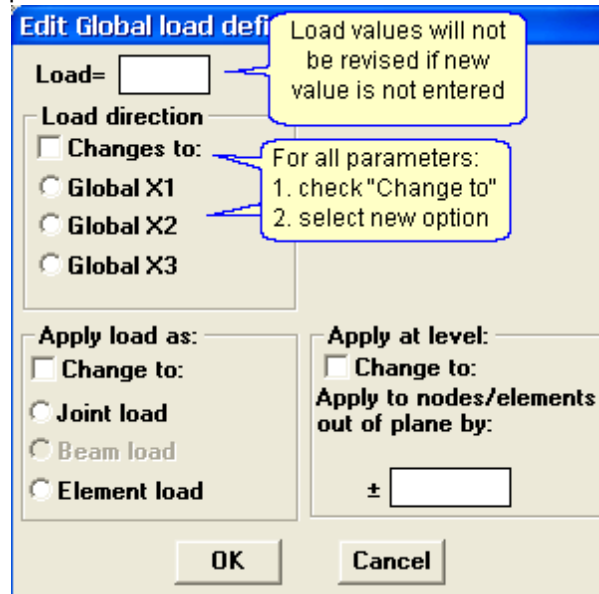 Edit Global load defi
Load values will not
be revised if new
value is not entered
Load=
Load direction
Changes to:
For all parameters:
1. check "Change to"
2. select new option
Global X1
Global X2
Global X3
Apply load as:
Change to:
Joint load
Beam load
Element load
Apply at level:
Change to:
Apply to nodes/elements
out of plane by:
±
OK
Cancel